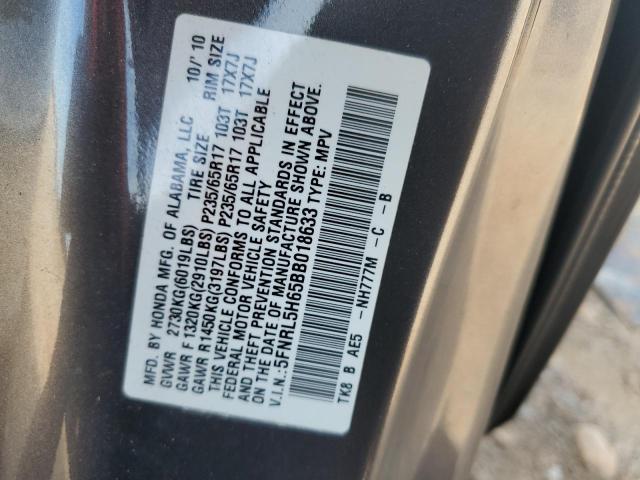 MFD. BY HONDA MFG. OF ALABAMA, LLC 10/'10
GVWR 2730KG(6019LBS) TIRE SIZE RIM SIZE
GAWR F 1320KG(2910LBS) P235/65R17 103T 17X7J
GAWR R1450KG(3197LBS) P235/65R17 103T 17X7J
THIS VEHICLE CONFORMS TO ALL APPLICABLE
FEDERAL MOTOR VEHICLE SAFETY
AND THEFT PREVENTION STANDARDS IN EFFECT
ON THE DATE OF MANUFACTURE SHOWN ABOVE.
V.I.N.:5FNRL5H65BB018633 TYPE: MPV
TK8 B AE5 -NH777M -C -B